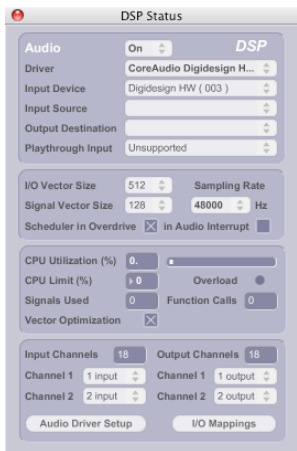 DSP Status
Audio On DSP
Driver CoreAudio Digidesign H...
Input Device Digidesign HW ( 003 )
Input Source
Output Destination
Playthrough Input Unsupported
I/O Vector Size 512 Sampling Rate
Signal Vector Size 128 48000 Hz
Scheduler in Overdrive in Audio Interrupt
CPU Utilization (%) 0.
CPU Limit (%) 0 Overload
Signals Used 0 Function Calls 0
Vector Optimization
Input Channels 18 Output Channels 18
Channel 1 1 input Channel 1 1 output
Channel 2 2 input Channel 2 2 output
Audio Driver Setup I/O Mappings